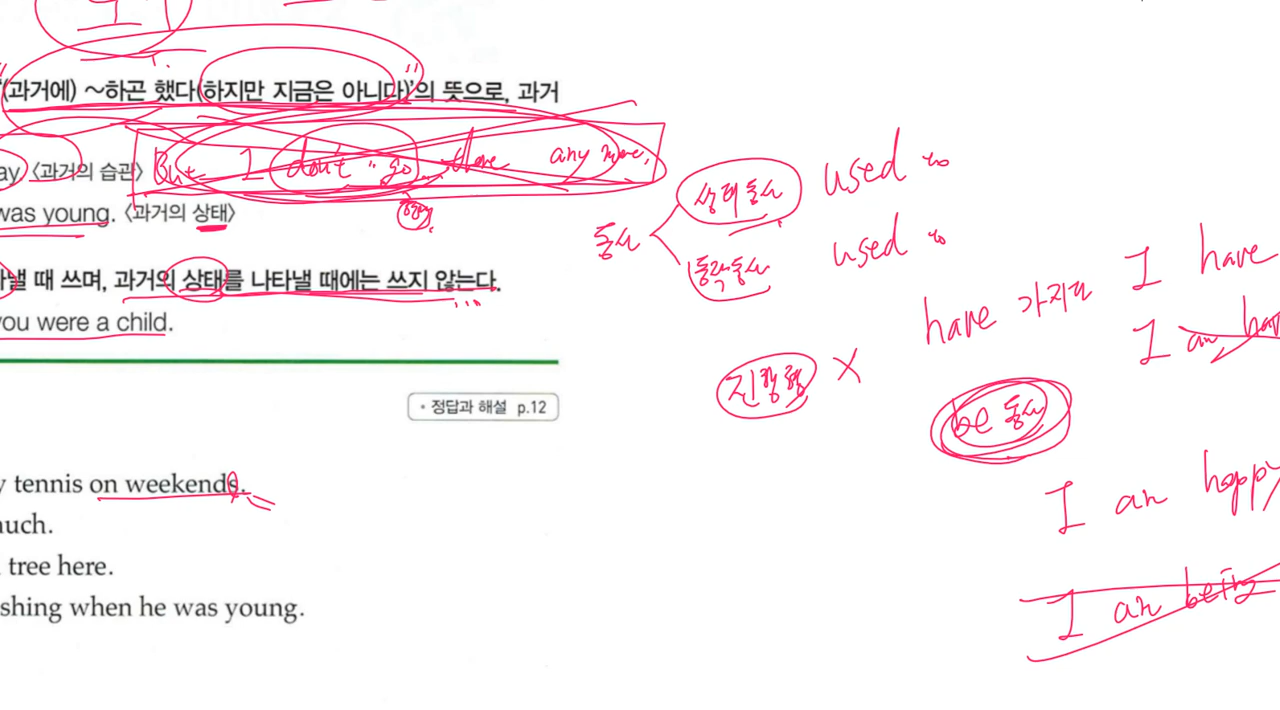 '(과거에) ~하곤 했다(하지만 지금은 아니다)'의 뜻으로, 과거
ay 〈과거의 습관〉 But I don't go there any more.
was young. 〈과거의 상태〉
낼 때 쓰며, 과거의 상태를 나타낼 때에는 쓰지 않는다.
you were a child.
• 정답과 해설 p.12
y tennis on weekends.
nuch.
tree here.
shing when he was young.
동사
상태동사 used to
동작동사 used to
진행형 X
have 가지다
I have
I am hav
be 동사
I am happy
I am being